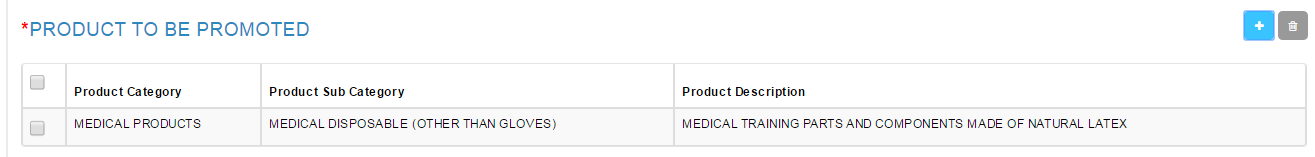 *PRODUCT TO BE PROMOTED
Product Category Product Sub Category Product Description
MEDICAL PRODUCTS MEDICAL DISPOSABLE (OTHER THAN GLOVES) MEDICAL TRAINING PARTS AND COMPONENTS MADE OF NATURAL LATEX